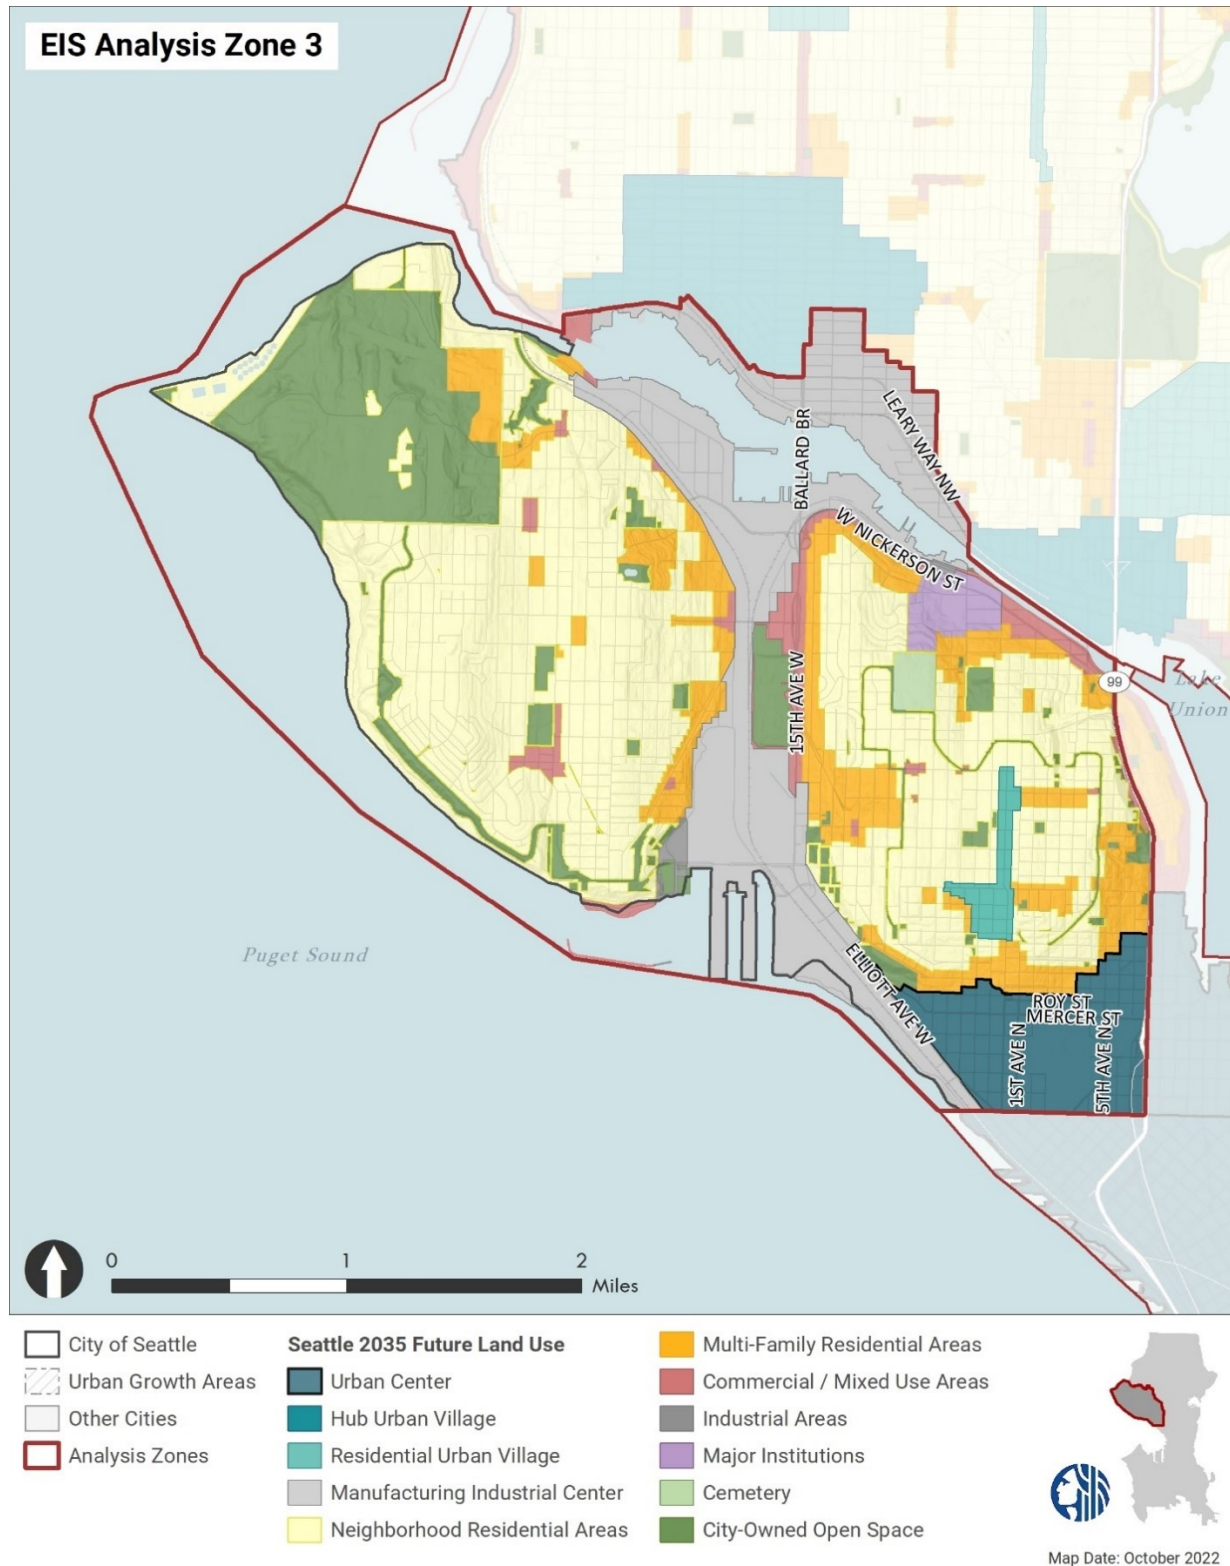 EIS Analysis Zone 3
BALLARD BR
LEARY WAY NW
W NICKERSON ST
15TH AVE W
99
Lake
Union
Puget Sound
ELLIOTT AVE W
ROY ST
MERCER ST
1ST AVE N
5TH AVE N
0 1 2
Miles
City of Seattle
Urban Growth Areas
Other Cities
Analysis Zones
Seattle 2035 Future Land Use
Urban Center
Hub Urban Village
Residential Urban Village
Manufacturing Industrial Center
Neighborhood Residential Areas
Multi-Family Residential Areas
Commercial / Mixed Use Areas
Industrial Areas
Major Institutions
Cemetery
City-Owned Open Space
Map Date: October 2022